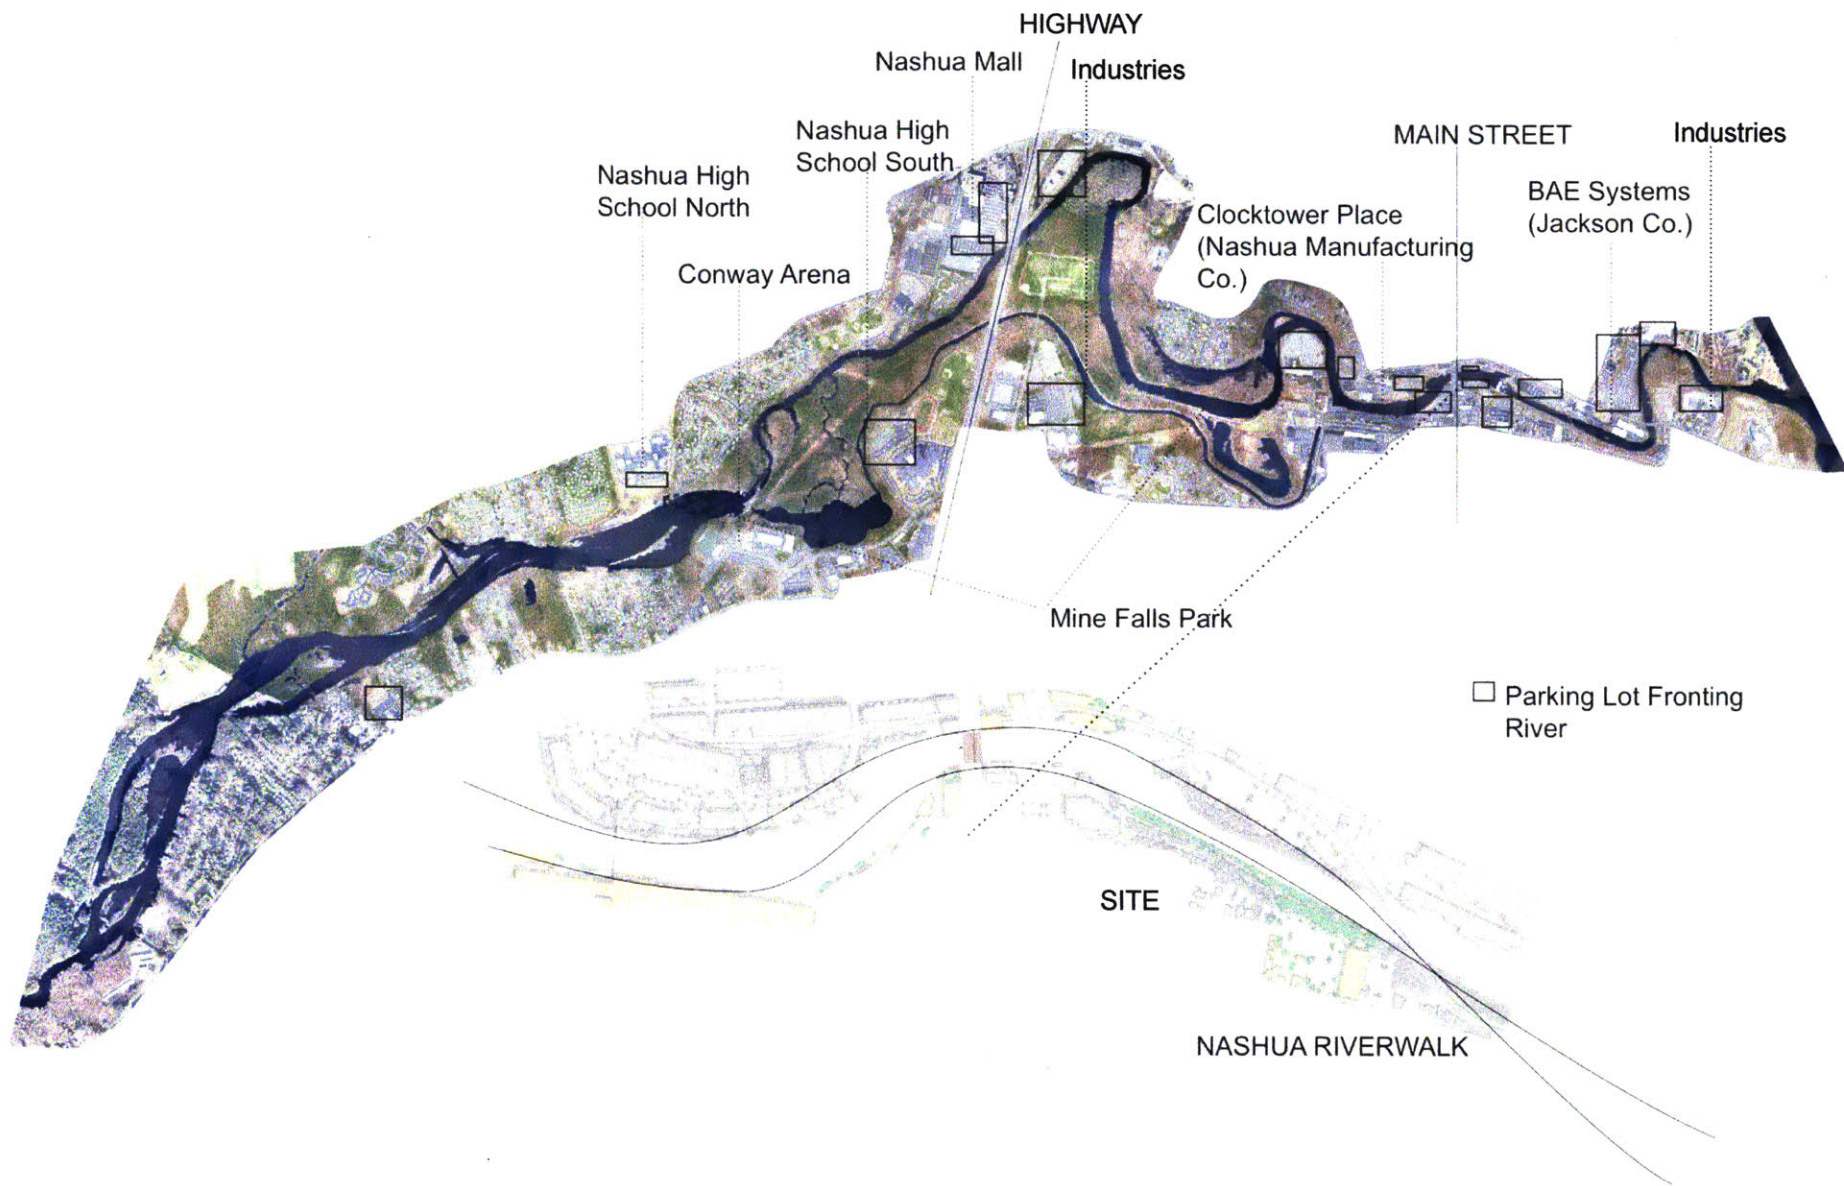 HIGHWAY
Nashua Mall
Industries
Nashua High
School South
MAIN STREET
Industries
Nashua High
School North
BAE Systems
(Jackson Co.)
Clocktower Place
(Nashua Manufacturing
Co.)
Conway Arena
Mine Falls Park
Parking Lot Fronting
River
SITE
NASHUA RIVERWALK